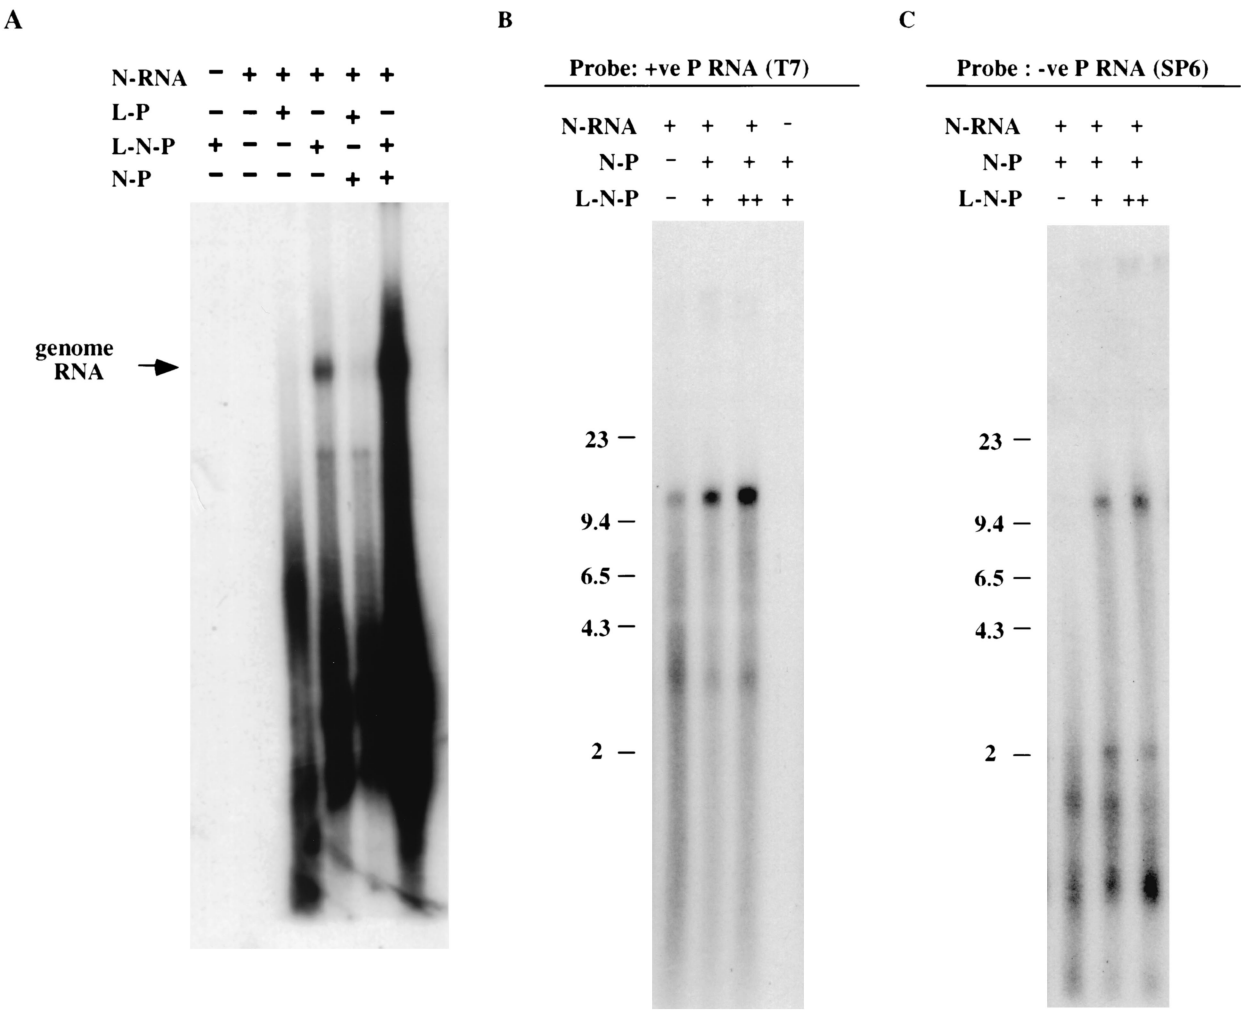 A
N-RNA - + + + + +
L-P - - + - + -
L-N-P + - - + - +
N-P - - - - + +
genome
RNA
B
Probe: +ve P RNA (T7)
N-RNA + + + -
N-P - + + +
L-N-P - + ++ +
23
9.4
6.5
4.3
2
C
Probe : -ve P RNA (SP6)
N-RNA + + +
N-P + + +
L-N-P - + ++
23
9.4
6.5
4.3
2